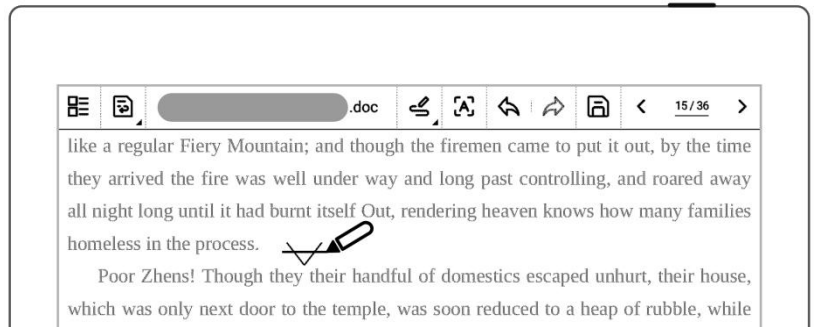 .doc
15 / 36
like a regular Fiery Mountain; and though the firemen came to put it out, by the time
they arrived the fire was well under way and long past controlling, and roared away
all night long until it had burnt itself Out, rendering heaven knows how many families
homeless in the process.
Poor Zhens! Though they their handful of domestics escaped unhurt, their house,
which was only next door to the temple, was soon reduced to a heap of rubble, while